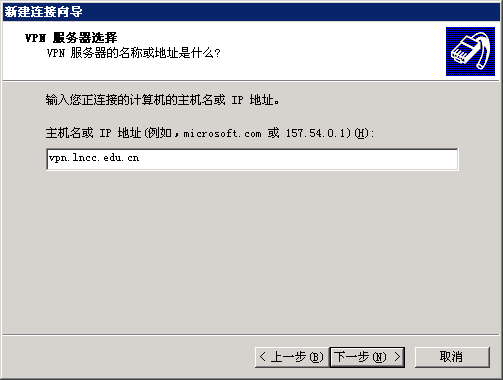 新建连接向导
VPN 服务器选择
VPN 服务器的名称或地址是什么?
输入您正连接的计算机的主机名或 IP 地址。
主机名或 IP 地址(例如，microsoft.com 或 157.54.0.1)(H):
vpn.lncc.edu.cn
< 上一步(B) 下一步(N) > 取消